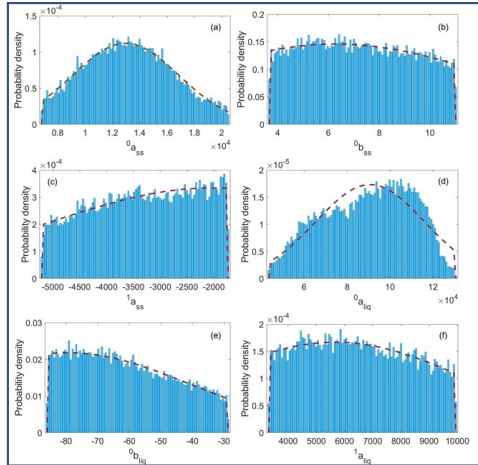 ×10⁻⁴
(a)
Probability density
1.5
1
0.5
0
0.8 1 1.2 1.4 1.6 1.8 2
⁰aₛₛ ×10⁴
(b)
Probability density
0.2
0.15
0.1
0.05
0
4 6 8 10
⁰bₛₛ
×10⁻⁴
(c)
Probability density
4
3
2
1
0
-5000 -4500 -4000 -3500 -3000 -2500 -2000
¹aₛₛ
×10⁻⁵
(d)
Probability density
2
1.5
1
0.5
0
4 6 8 10 12
⁰a_liq ×10⁴
(e)
Probability density
0.03
0.02
0.01
0
-80 -70 -60 -50 -40 -30
⁰b_liq
×10⁻⁴
(f)
Probability density
2
1.5
1
0.5
0
4000 5000 6000 7000 8000 9000 10000
¹a_liq